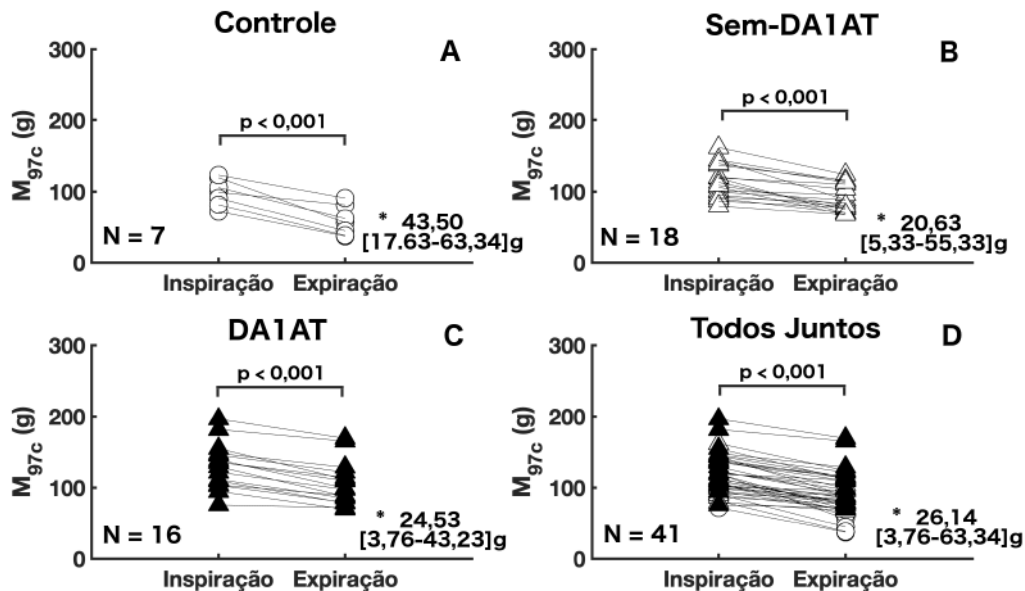 Controle
A
300
200
100
0
M97c (g)
p < 0,001
* 43,50
[17.63-63,34]g
N = 7
Inspiração Expiração
Sem-DA1AT
B
300
200
100
0
M97c (g)
p < 0,001
* 20,63
[5,33-55,33]g
N = 18
Inspiração Expiração
DA1AT
C
300
200
100
0
M97c (g)
p < 0,001
* 24,53
[3,76-43,23]g
N = 16
Inspiração Expiração
Todos Juntos
D
300
200
100
0
M97c (g)
p < 0,001
* 26,14
[3,76-63,34]g
N = 41
Inspiração Expiração